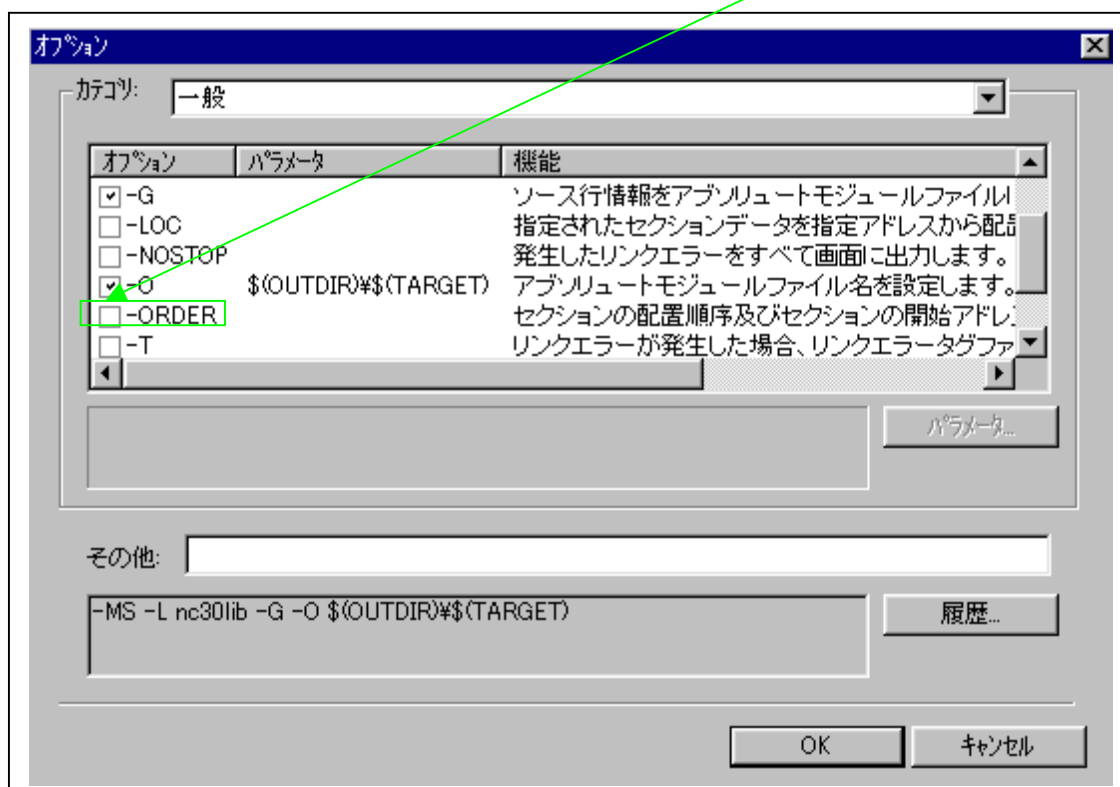 オプション
カテゴリ: 一般
オプション パラメータ 機能
-G ソース行情報をアブソリュートモジュールファイル
-LOC 指定されたセクションデータを指定アドレスから配
-NOSTOP 発生したリンクエラーをすべて画面に出力します。
-O $(OUTDIR)¥$(TARGET) アブソリュートモジュールファイル名を設定します。
-ORDER セクションの配置順序及びセクションの開始アドレ
-T リンクエラーが発生した場合、リンクエラータグファ
パラメータ...
その他:
-MS -L nc30lib -G -O $(OUTDIR)¥$(TARGET)
履歴...
OK キャンセル